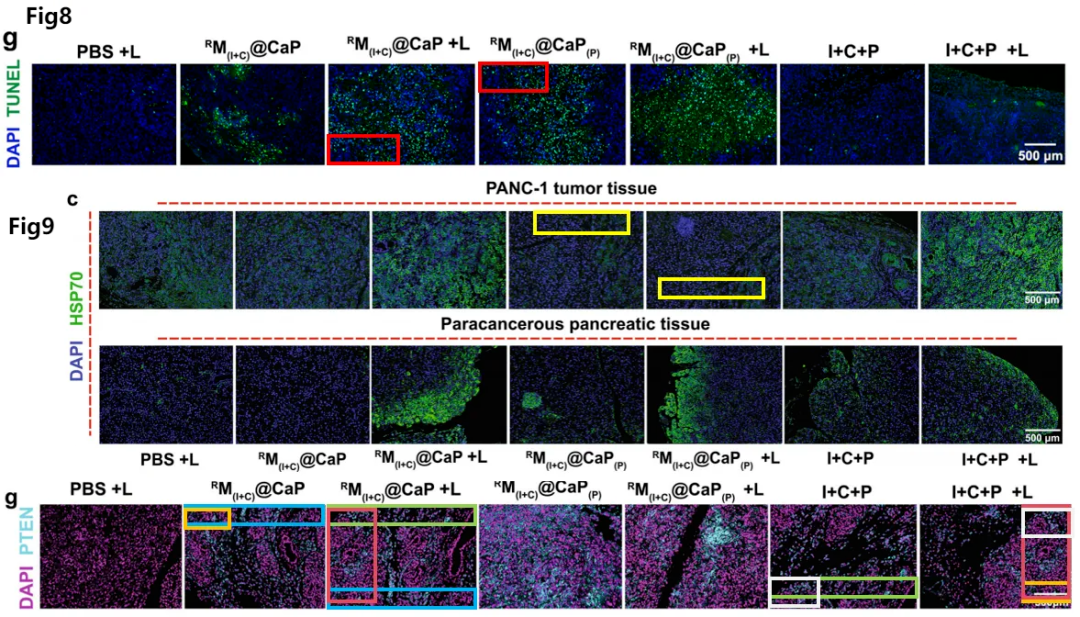 Fig8
g
PBS +L RM(I+C)@CaP RM(I+C)@CaP +L RM(I+C)@CaP(P) RM(I+C)@CaP(P) +L I+C+P I+C+P +L
DAPI TUNEL
500 μm
c
PANC-1 tumor tissue
Fig9
DAPI HSP70
500 μm
Paracancerous pancreatic tissue
500 μm
PBS +L RM(I+C)@CaP RM(I+C)@CaP +L RM(I+C)@CaP(P) RM(I+C)@CaP(P) +L I+C+P I+C+P +L
g
PBS +L RM(I+C)@CaP RM(I+C)@CaP +L RM(I+C)@CaP(P) RM(I+C)@CaP(P) +L I+C+P I+C+P +L
DAPI PTEN